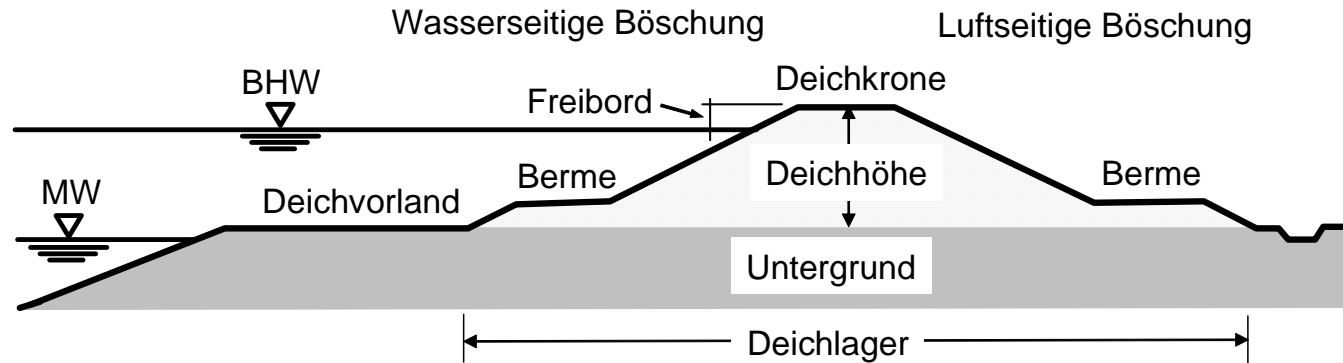 Wasserseitige Böschung
Luftseitige Böschung
BHW
Deichkrone
Freibord
MW
Deichvorland
Berme
Deichhöhe
Berme
Untergrund
Deichlager